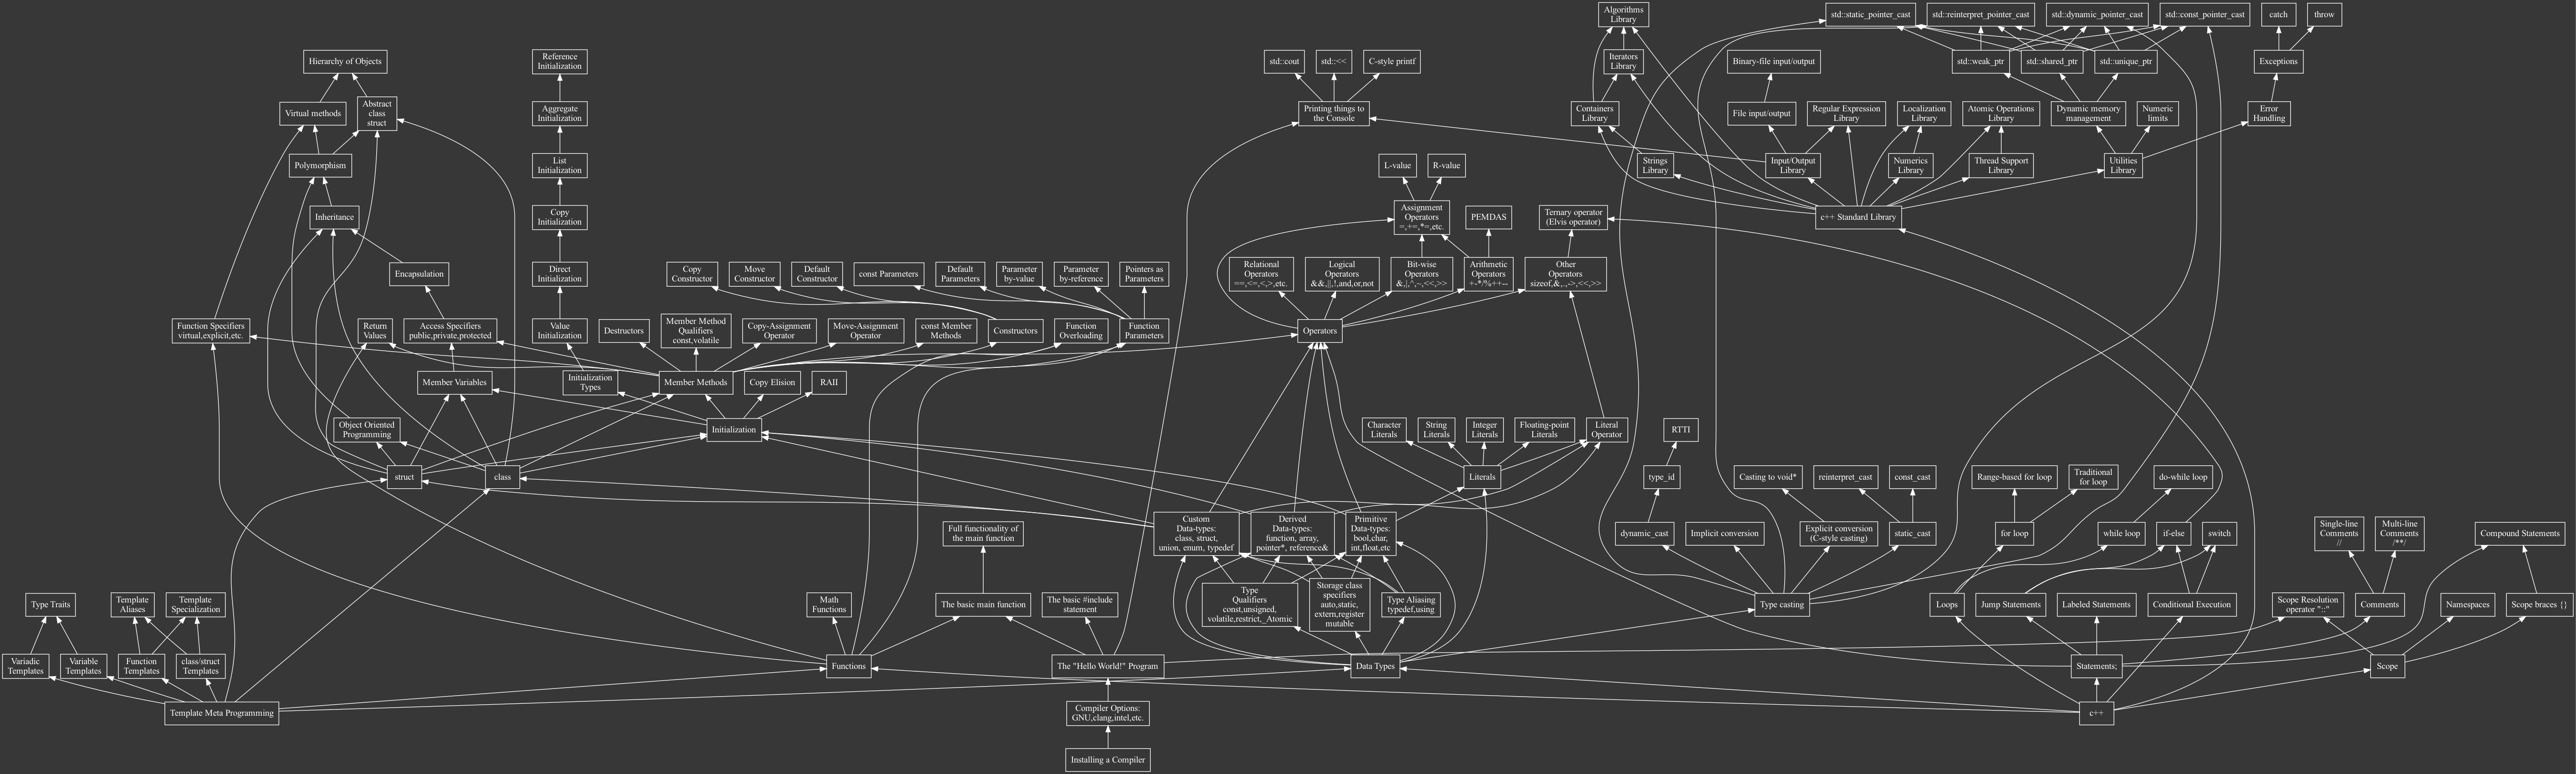 Algorithms
Library
std::static_pointer_cast
std::reinterpret_pointer_cast
std::dynamic_pointer_cast
std::const_pointer_cast
catch
throw
Hierarchy of Objects
Reference
Initialization
std::cout
std::<<
C-style printf
Iterators
Library
Binary-file input/output
std::weak_ptr
std::shared_ptr
std::unique_ptr
Exceptions
Virtual methods
Abstract
class
struct
Aggregate
Initialization
Printing things to
the Console
Containers
Library
File input/output
Regular Expression
Library
Localization
Library
Atomic Operations
Library
Dynamic memory
management
Numeric
limits
Error
Handling
Polymorphism
List
Initialization
L-value
R-value
Strings
Library
Input/Output
Library
Numerics
Library
Thread Support
Library
Utilities
Library
Inheritance
Copy
Initialization
Assignment
Operators
=,+=,*=,etc.
PEMDAS
Ternary operator
(Elvis operator)
c++ Standard Library
Encapsulation
Direct
Initialization
Copy
Constructor
Move
Constructor
Default
Constructor
const Parameters
Default
Parameters
Parameter
by-value
Parameter
by-reference
Pointers as
Parameters
Relational
Operators
==,<=,<,>,etc.
Logical
Operators
&&,||,!,and,or,not
Bit-wise
Operators
&,|,^,~,<<,>>
Arithmetic
Operators
+-*/%++--
Other
Operators
sizeof,&,.,->,<<,>>
Function Specifiers
virtual,explicit,etc.
Return
Values
Access Specifiers
public,private,protected
Value
Initialization
Destructors
Member Method
Qualifiers
const,volatile
Copy-Assignment
Operator
Move-Assignment
Operator
const Member
Methods
Constructors
Function
Overloading
Function
Parameters
Operators
Member Variables
Initialization
Types
Member Methods
Copy Elision
RAII
Object Oriented
Programming
Initialization
Character
Literals
String
Literals
Integer
Literals
Floating-point
Literals
Literal
Operator
RTTI
struct
class
Literals
type_id
Casting to void*
reinterpret_cast
const_cast
Range-based for loop
Traditional
for loop
do-while loop
Full functionality of
the main function
Custom
Data-types:
class, struct,
union, enum, typedef
Derived
Data-types:
function, array,
pointer*, reference&
Primitive
Data-types:
bool,char,
int,float,etc
dynamic_cast
Implicit conversion
Explicit conversion
(C-style casting)
static_cast
for loop
while loop
if-else
switch
Single-line
Comments
//
Multi-line
Comments
/**/
Compound Statements
Type Traits
Template
Aliases
Template
Specialization
Math
Functions
The basic main function
The basic #include
statement
Type
Qualifiers
const,unsigned,
volatile,restrict,_Atomic
Storage class
specifiers
auto,static,
extern,register
mutable
Type Aliasing
typedef,using
Type casting
Loops
Jump Statements
Labeled Statements
Conditional Execution
Scope Resolution
operator "::"
Comments
Namespaces
Scope braces {}
Variadic
Templates
Variable
Templates
Function
Templates
class/struct
Templates
Functions
The "Hello World!" Program
Data Types
Statements;
Scope
Template Meta Programming
Compiler Options:
GNU,clang,intel,etc.
c++
Installing a Compiler